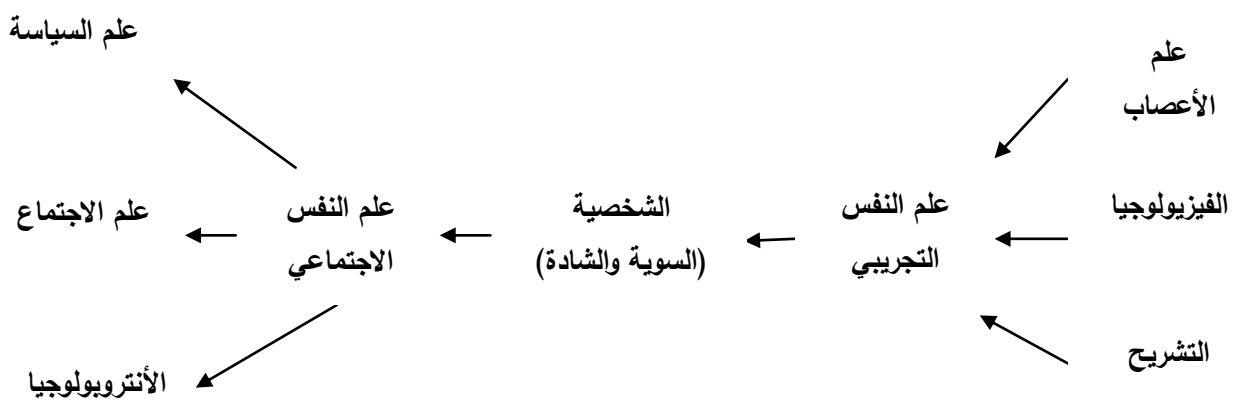 علم
الأعصاب
الفيزيولوجيا
التشريح
علم النفس
التجريبي
الشخصية
(السوية والشادة)
علم النفس
الاجتماعي
علم السياسة
علم الاجتماع
الأنتروبولوجيا